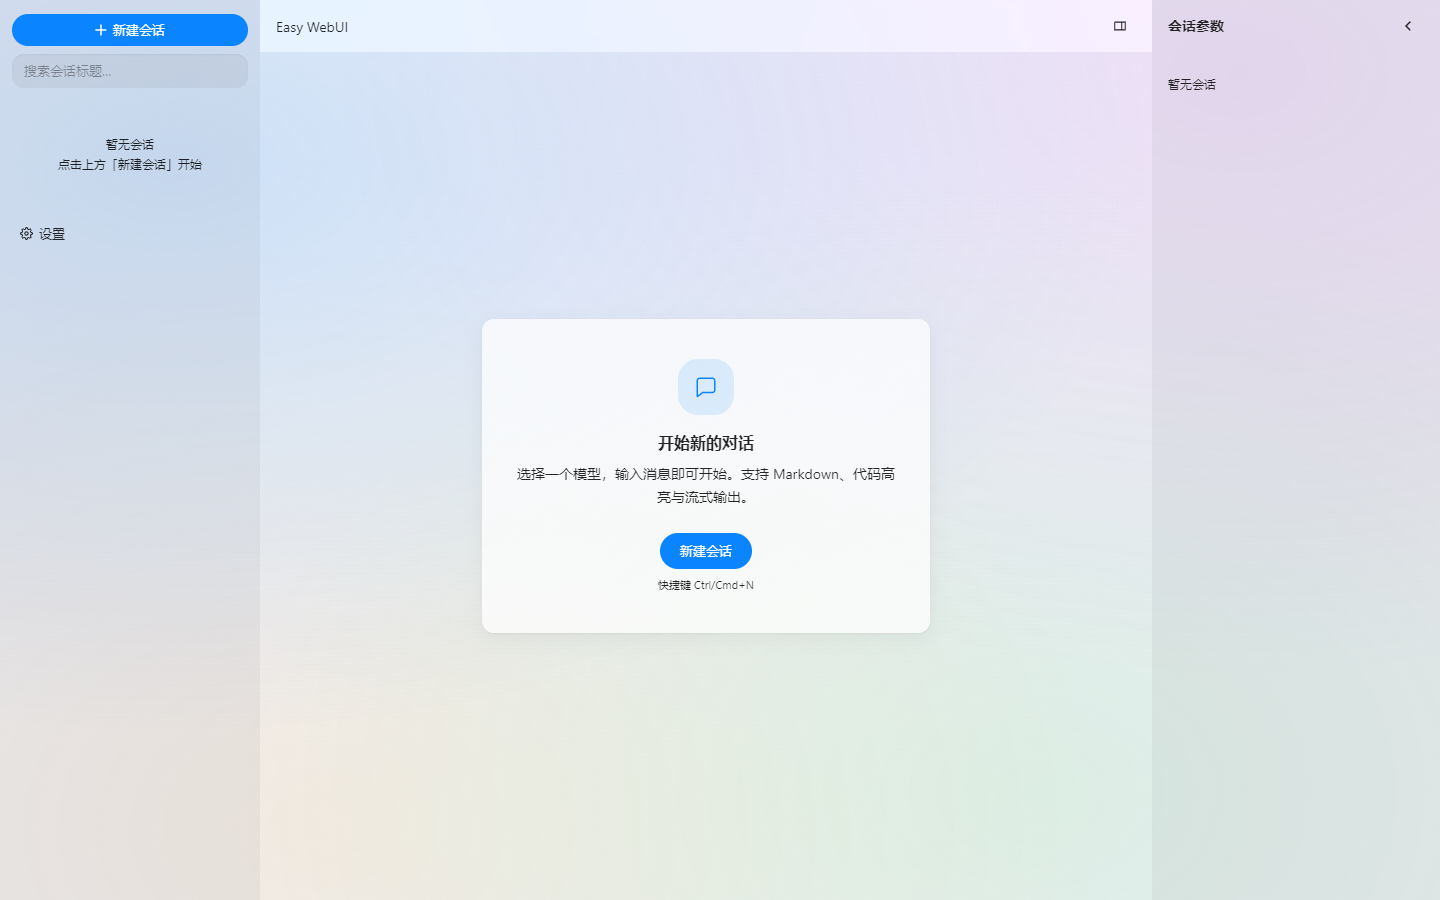 新建会话
搜索会话标题...
暂无会话
点击上方「新建会话」开始
设置
Easy WebUI
开始新的对话
选择一个模型，输入消息即可开始。支持 Markdown、代码高
亮与流式输出。
新建会话
快捷键 Ctrl/Cmd+N
会话参数
暂无会话